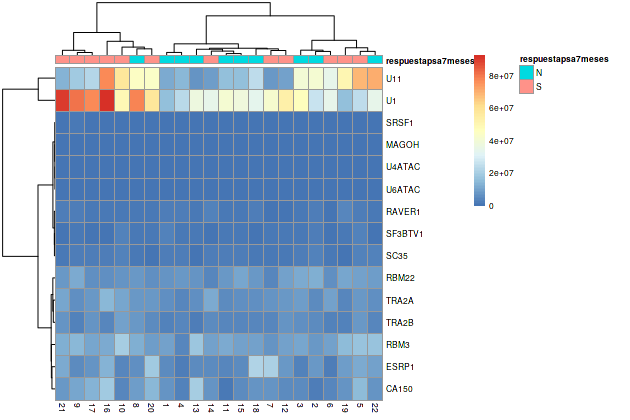 respuestapsa7meses
respuestapsa7meses
N
S
8e+07
6e+07
4e+07
2e+07
0
U11
U1
SRSF1
MAGOH
U4ATAC
U6ATAC
RAVER1
SF3BTV1
SC35
RBM22
TRA2A
TRA2B
RBM3
ESRP1
CA150
21 9 17 16 10 8 20 1 4 13 14 11 15 18 7 12 3 2 6 19 5 22